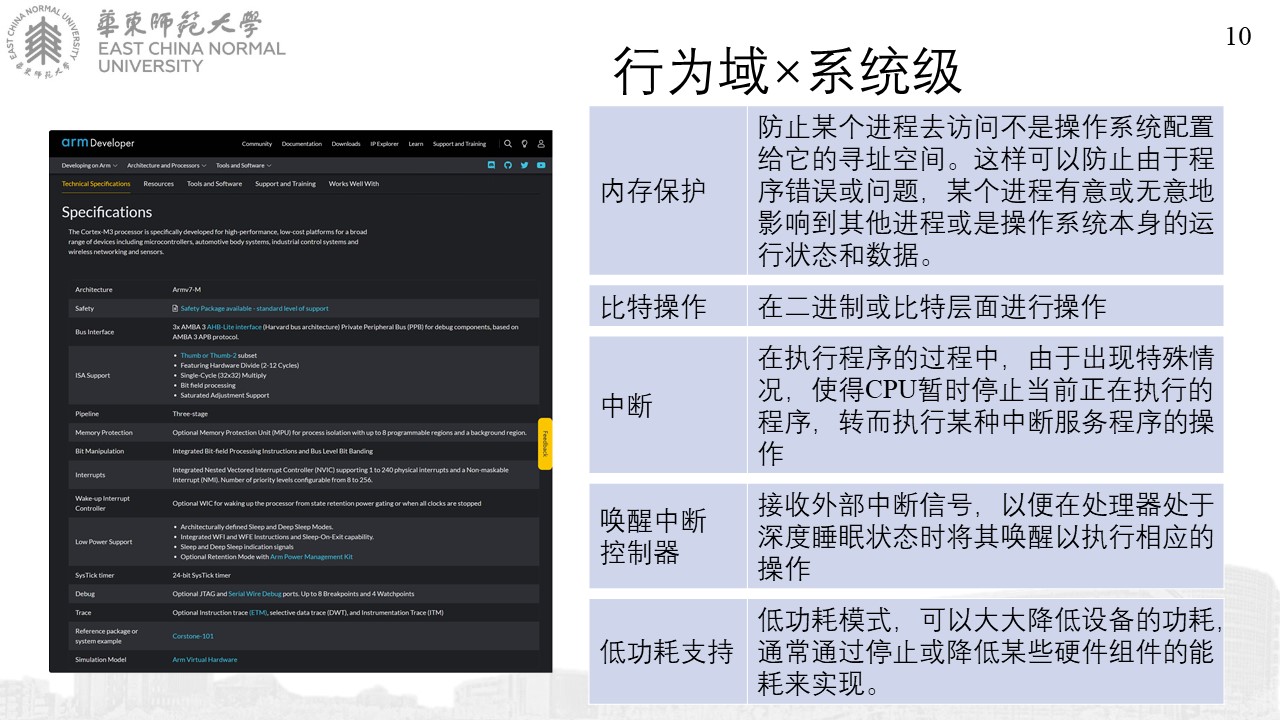 EAST CHINA NORMAL UNIVERSITY
華東師範大學
華東師範大學
EAST CHINA NORMAL
UNIVERSITY
10
行为域×系统级
arm Developer
Community Documentation Downloads IP Explorer Learn Support and Training
Developing on Arm Architecture and Processors Tools and Software
Technical Specifications Resources Tools and Software Support and Training Works Well With
Specifications
The Cortex-M3 processor is specifically developed for high-performance, low-cost platforms for a broad
range of devices including microcontrollers, automotive body systems, industrial control systems and
wireless networking and sensors.
Architecture Armv7-M
Safety Safety Package available - standard level of support
Bus Interface 3x AMBA 3 AHB-Lite interface (Harvard bus architecture) Private Peripheral Bus (PPB) for debug components, based on
AMBA 3 APB protocol.
ISA Support
• Thumb or Thumb-2 subset
• Featuring Hardware Divide (2-12 Cycles)
• Single-Cycle (32x32) Multiply
• Bit field processing
• Saturated Adjustment Support
Pipeline Three-stage
Memory Protection Optional Memory Protection Unit (MPU) for process isolation with up to 8 programmable regions and a background region.
Bit Manipulation Integrated Bit-field Processing Instructions and Bus Level Bit Banding
Interrupts Integrated Nested Vectored Interrupt Controller (NVIC) supporting 1 to 240 physical interrupts and a Non-maskable
Interrupt (NMI). Number of priority levels configurable from 8 to 256.
Wake-up Interrupt
Controller
Optional WIC for waking up the processor from state retention power gating or when all clocks are stopped
Low Power Support
• Architecturally defined Sleep and Deep Sleep Modes.
• Integrated WFI and WFE Instructions and Sleep-On-Exit capability.
• Sleep and Deep Sleep indication signals
• Optional Retention Mode with Arm Power Management Kit
SysTick timer 24-bit SysTick timer
Debug Optional JTAG and Serial Wire Debug ports. Up to 8 Breakpoints and 4 Watchpoints
Trace Optional Instruction trace (ETM), selective data trace (DWT), and Instrumentation Trace (ITM)
Reference package or
system example
Corstone-101
Simulation Model Arm Virtual Hardware
Feedback
内存保护
防止某个进程去访问不是操作系统配置
给它的寻址空间。这样可以防止由于程
序错误或问题，某个进程有意或无意地
影响到其他进程或是操作系统本身的运
行状态和数据。
比特操作
在二进制或比特层面进行操作
中断
在执行程序的过程中，由于出现特殊情
况，使得CPU暂时停止当前正在执行的
程序，转而执行某种中断服务程序的操
作
唤醒中断
控制器
接收外部中断信号，以便在处理器处于
深度睡眠状态时将其唤醒以执行相应的
操作
低功耗支持
低功耗模式，可以大大降低设备的功耗，
通常通过停止或降低某些硬件组件的能
耗来实现。